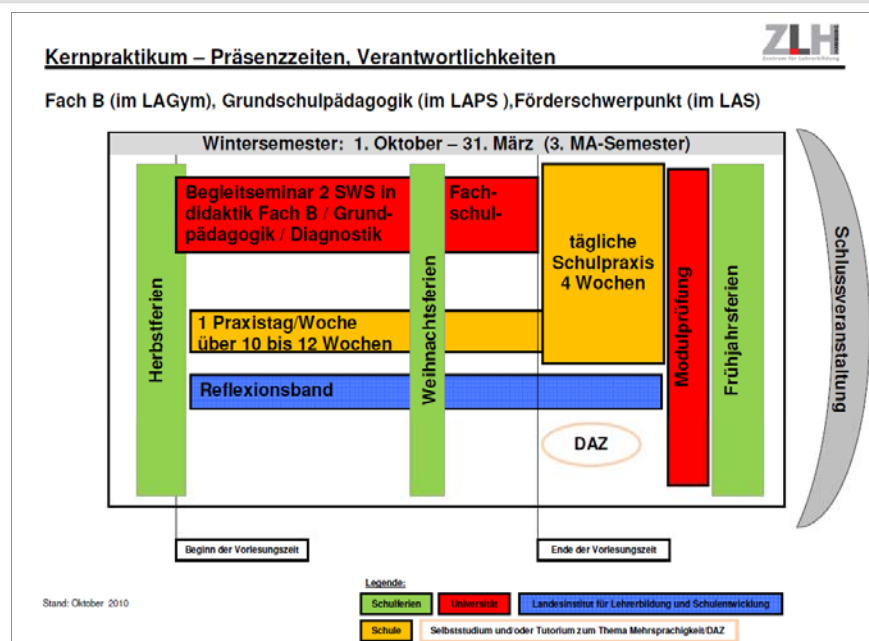 ZLH
Zentrum für Lehrerbildung
Kernpraktikum – Präsenzzeiten, Verantwortlichkeiten
Fach B (im LAGym), Grundschulpädagogik (im LAPS ),Förderschwerpunkt (im LAS)
Wintersemester: 1. Oktober – 31. März (3. MA-Semester)
Herbstferien
Begleitseminar 2 SWS in
didaktik Fach B / Grund-
pädagogik / Diagnostik
Fach-
schul-
Weihnachtsferien
1 Praxistag/Woche
über 10 bis 12 Wochen
Reflexionsband
tägliche
Schulpraxis
4 Wochen
DAZ
Modulprüfung
Frühjahrsferien
Schlussveranstaltung
Beginn der Vorlesungszeit
Ende der Vorlesungszeit
Stand: Oktober 2010
Legende:
Schulferien
Universität
Landesinstitut für Lehrerbildung und Schulentwicklung
Schule
Selbststudium und/oder Tutorium zum Thema Mehrsprachigkeit/DAZ